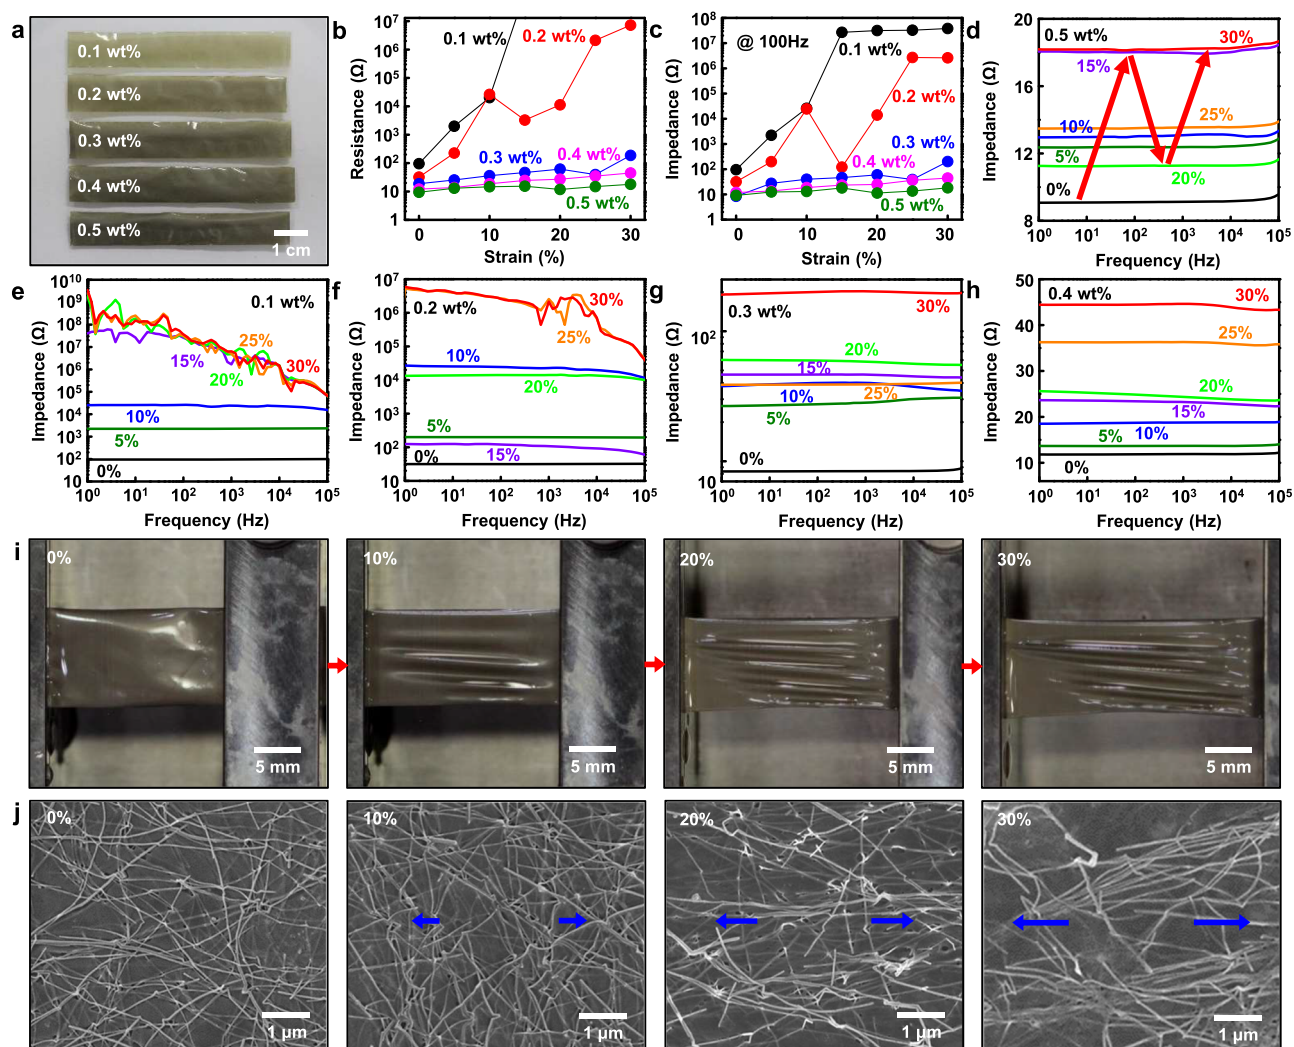 a
0.1 wt%
0.2 wt%
0.3 wt%
0.4 wt%
0.5 wt%
1 cm
b
Resistance (Ω)
10⁷
10⁶
10⁵
10⁴
10³
10²
10
1
0.1 wt%
0.2 wt%
0.3 wt%
0.4 wt%
0.5 wt%
0 10 20 30
Strain (%)
c
Impedance (Ω)
10⁸
10⁷
10⁶
10⁵
10⁴
10³
10²
10
1
@ 100Hz
0.1 wt%
0.2 wt%
0.3 wt%
0.4 wt%
0.5 wt%
0 10 20 30
Strain (%)
d
Impedance (Ω)
20
16
12
8
0.5 wt%
30%
15%
25%
10%
5%
20%
0%
10⁰ 10¹ 10² 10³ 10⁴ 10⁵
Frequency (Hz)
e
Impedance (Ω)
10¹⁰
10⁹
10⁸
10⁷
10⁶
10⁵
10⁴
10³
10²
10
0.1 wt%
25%
15%
30%
20%
10%
5%
0%
10⁰ 10¹ 10² 10³ 10⁴ 10⁵
Frequency (Hz)
f
Impedance (Ω)
10⁷
10⁶
10⁵
10⁴
10³
10²
10
0.2 wt%
30%
25%
10%
20%
5%
15%
0%
10⁰ 10¹ 10² 10³ 10⁴ 10⁵
Frequency (Hz)
g
Impedance (Ω)
10²
10
0.3 wt%
30%
20%
15%
10%
25%
5%
0%
10⁰ 10¹ 10² 10³ 10⁴ 10⁵
Frequency (Hz)
h
Impedance (Ω)
50
40
30
20
10
0.4 wt%
30%
25%
20%
15%
10%
5%
0%
10⁰ 10¹ 10² 10³ 10⁴ 10⁵
Frequency (Hz)
i
0%
5 mm
10%
5 mm
20%
5 mm
30%
5 mm
j
0%
1 µm
10%
1 µm
20%
1 µm
30%
1 µm